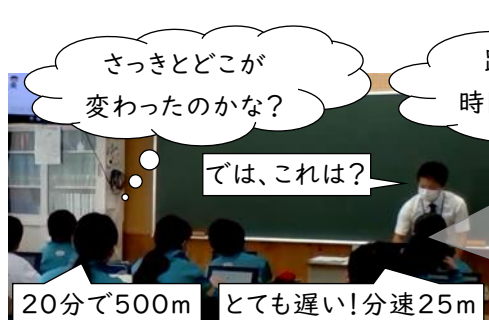 さっきとどこが
変わったのかな?
時
では、これは?
20分で500m
とても遅い!分速25m